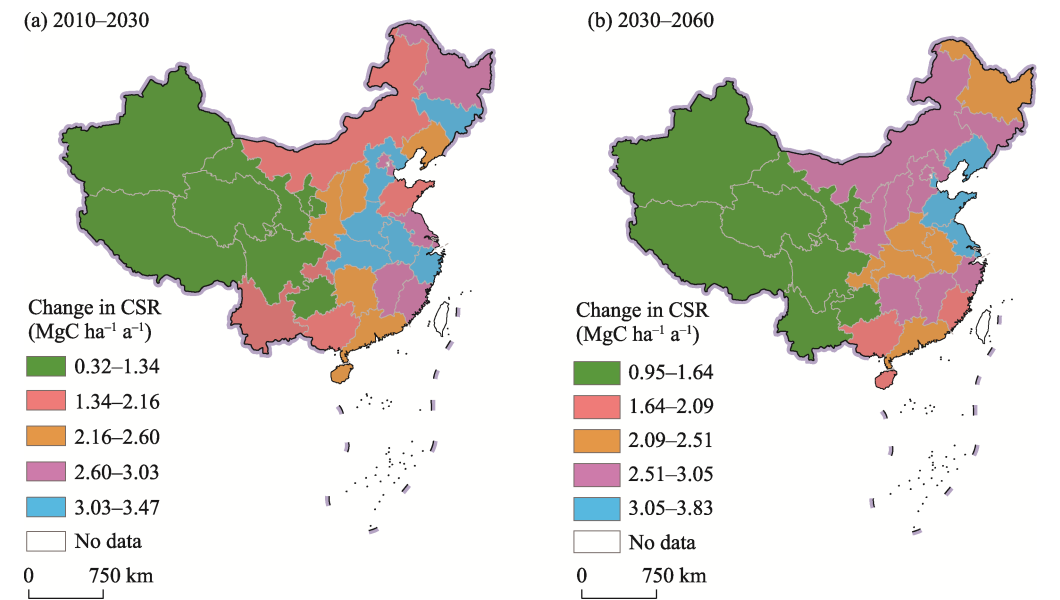 (a) 2010–2030
Change in CSR
(MgC ha⁻¹ a⁻¹)
0.32–1.34
1.34–2.16
2.16–2.60
2.60–3.03
3.03–3.47
No data
0 750 km
(b) 2030–2060
Change in CSR
(MgC ha⁻¹ a⁻¹)
0.95–1.64
1.64–2.09
2.09–2.51
2.51–3.05
3.05–3.83
No data
0 750 km